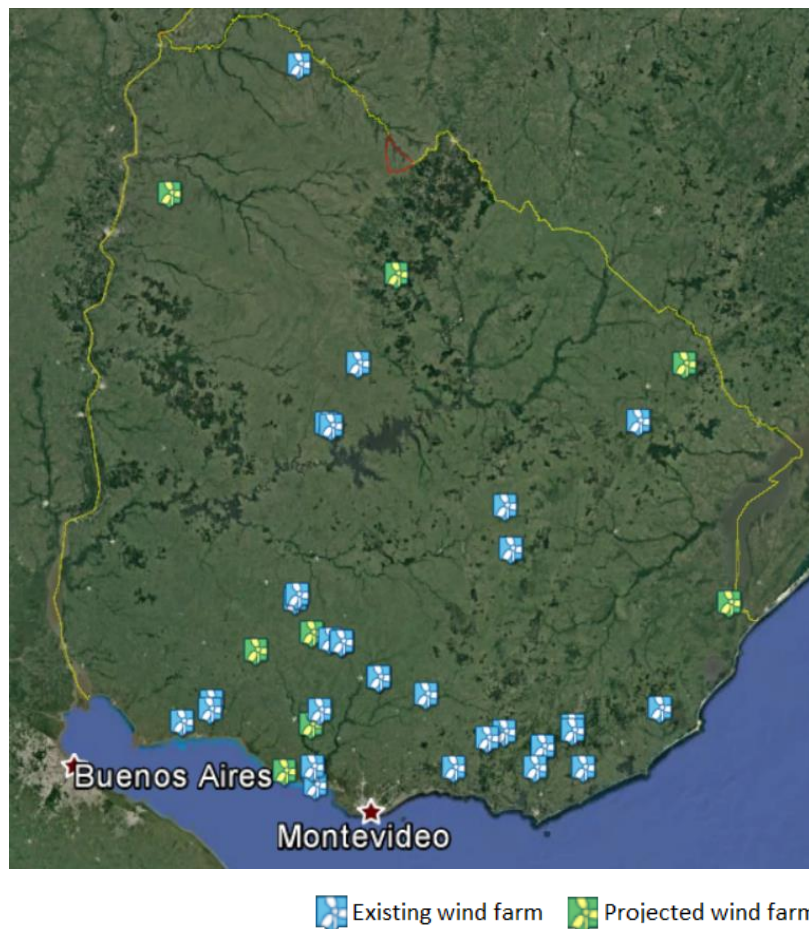 Buenos Aires
Montevideo
Existing wind farm
Projected wind farm